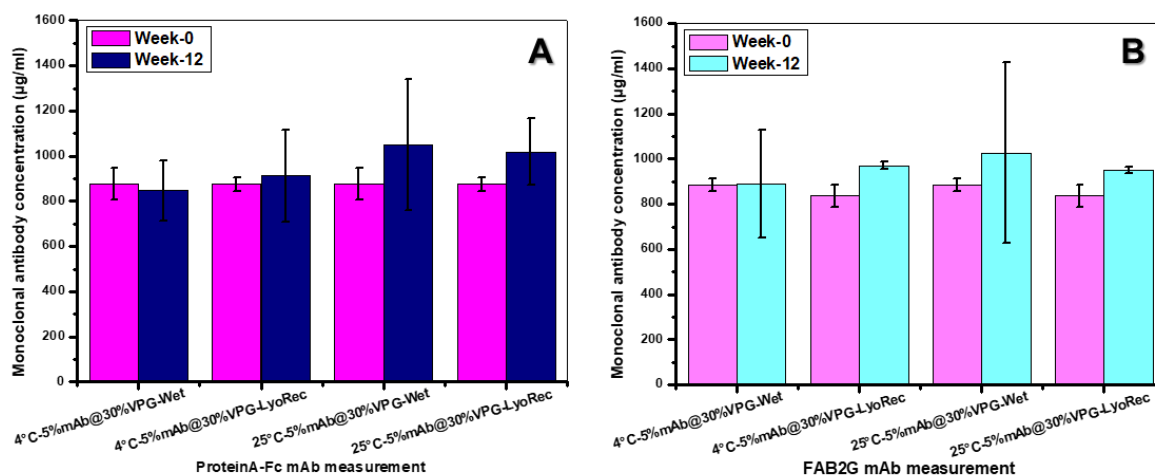 A
Week-0
Week-12
Monoclonal antibody concentration (µg/ml)
1600
1400
1200
1000
800
600
400
200
0
4°C-5%mAb@30%VPG-Wet
4°C-5%mAb@30%VPG-LyoRec
25°C-5%mAb@30%VPG-Wet
25°C-5%mAb@30%VPG-LyoRec
ProteinA-Fc mAb measurement
B
Week-0
Week-12
Monoclonal antibody concentration (µg/ml)
1600
1400
1200
1000
800
600
400
200
0
4°C-5%mAb@30%VPG-Wet
4°C-5%mAb@30%VPG-LyoRec
25°C-5%mAb@30%VPG-Wet
25°C-5%mAb@30%VPG-LyoRec
FAB2G mAb measurement